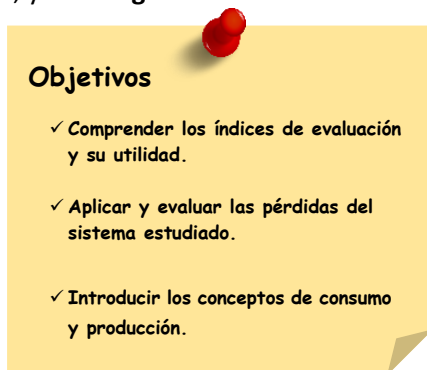 Objetivos
✓ Comprender los índices de evaluación
y su utilidad.
✓ Aplicar y evaluar las pérdidas del
sistema estudiado.
✓ Introducir los conceptos de consumo
y producción.